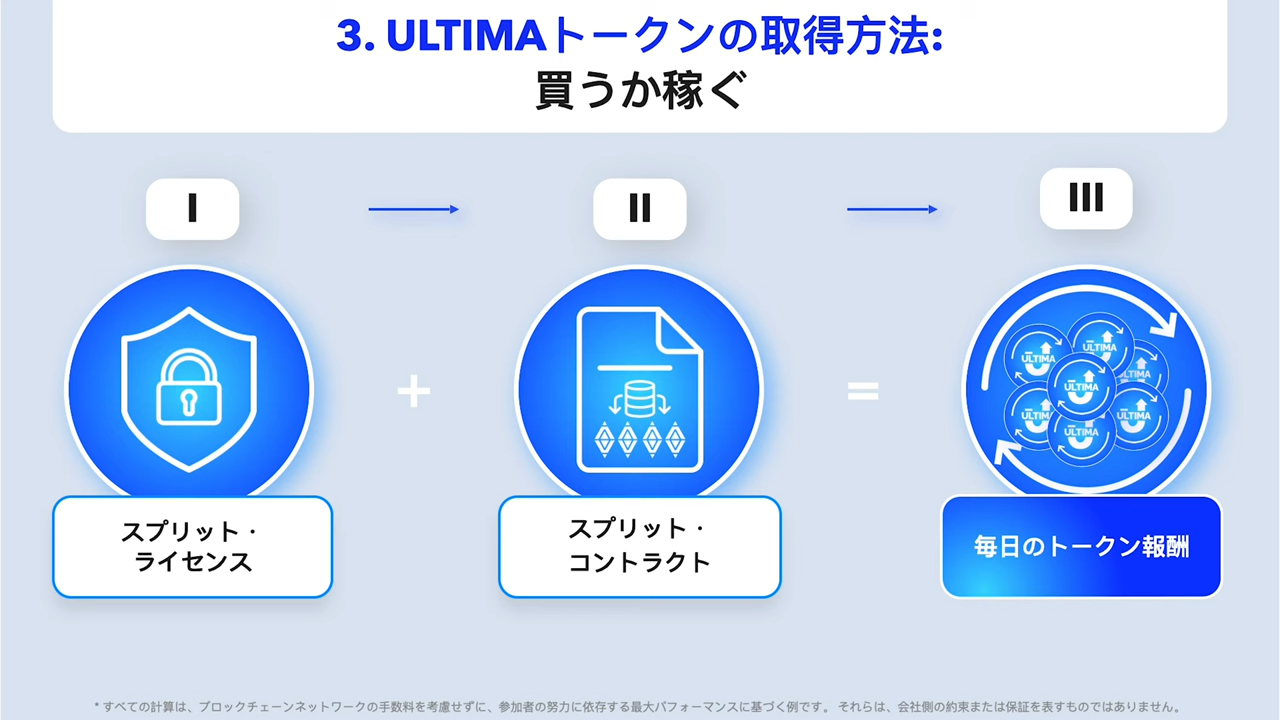 3. ULTIMAトークンの取得方法:
買うか稼ぐ
I
II
III
ULTIMA
ULTIMA
ULTIMA
ULTIMA
ULTIMA
ULTIMA
スプリット・
ライセンス
+
スプリット・
コントラクト
=
毎日のトークン報酬
* すべての計算は、ブロックチェーンネットワークの手数料を考慮せずに、参加者の努力に依存する最大パフォーマンスに基づく例です。 それらは、会社側の約束または保証を表すものではありません。